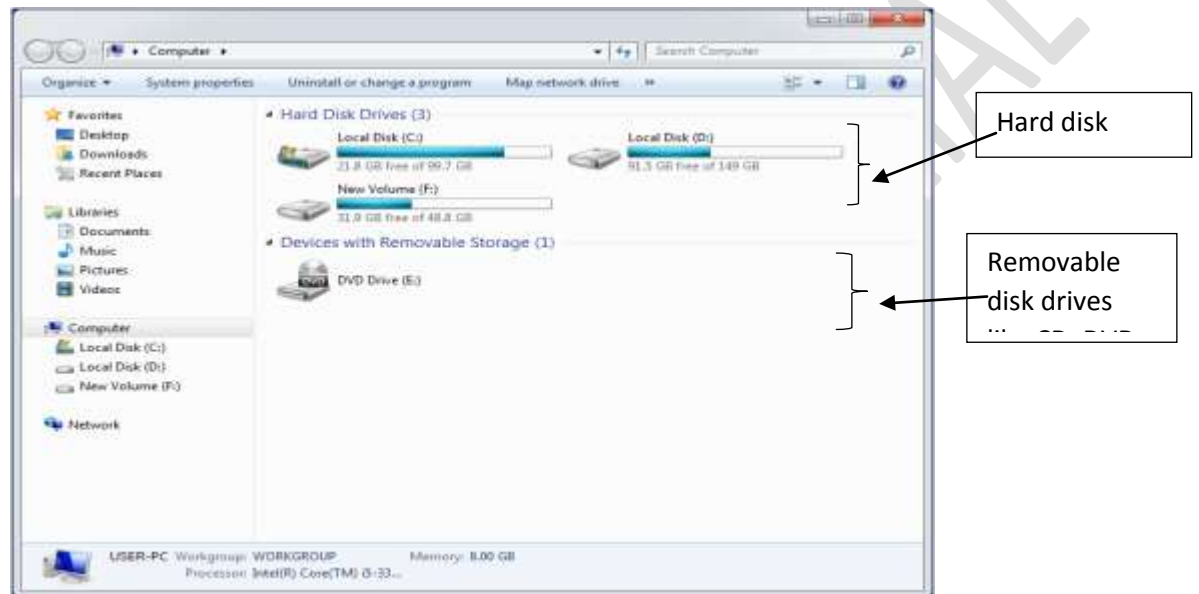 Computer
Search Computer
Organize
System properties
Uninstall or change a program
Map network drive
»
Favorites
Desktop
Downloads
Recent Places
Libraries
Documents
Music
Pictures
Videos
Computer
Local Disk (C:)
Local Disk (D:)
New Volume (F:)
Network
Hard Disk Drives (3)
Local Disk (C:)
21.8 GB free of 99.7 GB
Local Disk (D:)
91.5 GB free of 149 GB
New Volume (F:)
31.9 GB free of 48.8 GB
Devices with Removable Storage (1)
DVD
DVD Drive (E:)
USER-PC Workgroup: WORKGROUP Memory: 8.00 GB
Processor: Intel(R) Core(TM) i5-33...
Hard disk
Removable
disk drives